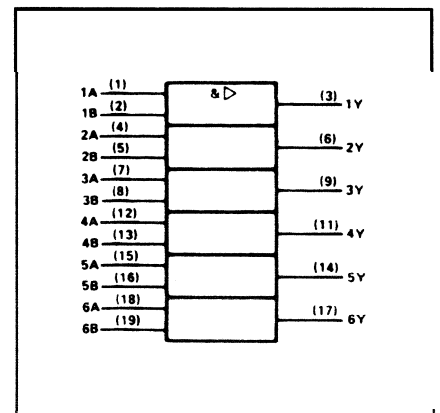 & ▷
1A (1)
1B (2)
2A (4)
2B (5)
3A (7)
3B (8)
4A (12)
4B (13)
5A (15)
5B (16)
6A (18)
6B (19)
(3) 1Y
(6) 2Y
(9) 3Y
(11) 4Y
(14) 5Y
(17) 6Y